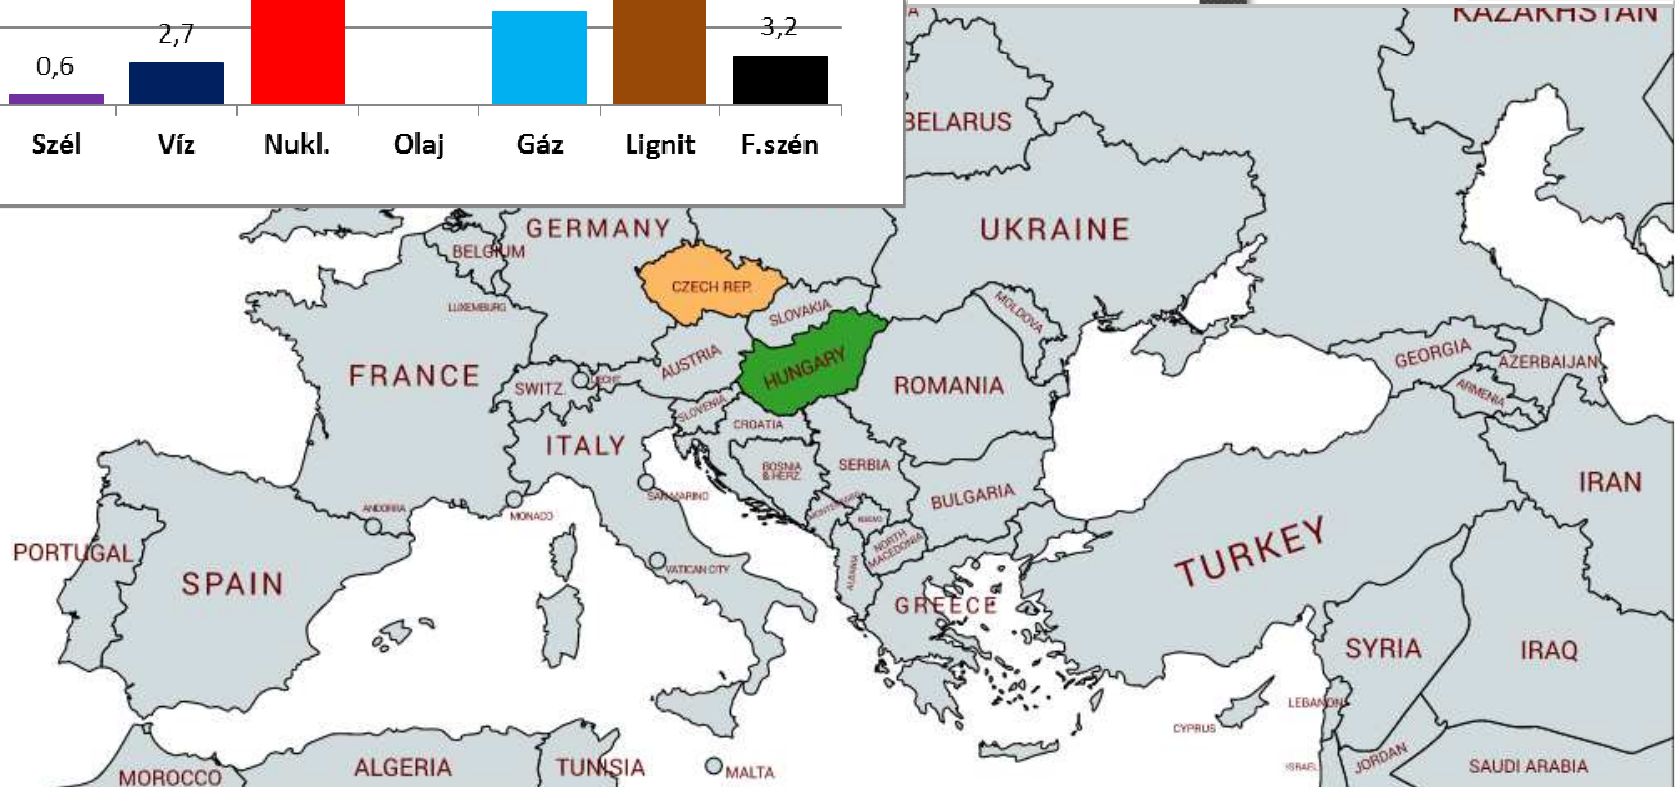 2,7
3,2
0,6
Szél
Víz
Nukl.
Olaj
Gáz
Lignit
F.szén
KAZAKHSTAN
BELARUS
UKRAINE
GERMANY
BELGIUM
CZECH REP.
LUXEMBURG
SLOVAKIA
MOLDOVA
FRANCE
AUSTRIA
HUNGARY
ROMANIA
GEORGIA
AZERBAIJAN
ARMENIA
SWITZ.
LIECHT.
SLOVENIA
CROATIA
ITALY
BOSNIA
& HERZ.
SERBIA
BULGARIA
IRAN
SAN MARINO
MONTENEGRO
KOSOVO
ANDORRA
MONACO
NORTH
MACEDONIA
PORTUGAL
SPAIN
VATICAN CITY
ALBANIA
TURKEY
GREECE
SYRIA
IRAQ
LEBANON
CYPRUS
ISRAEL
JORDAN
SAUDI ARABIA
MOROCCO
ALGERIA
TUNISIA
MALTA